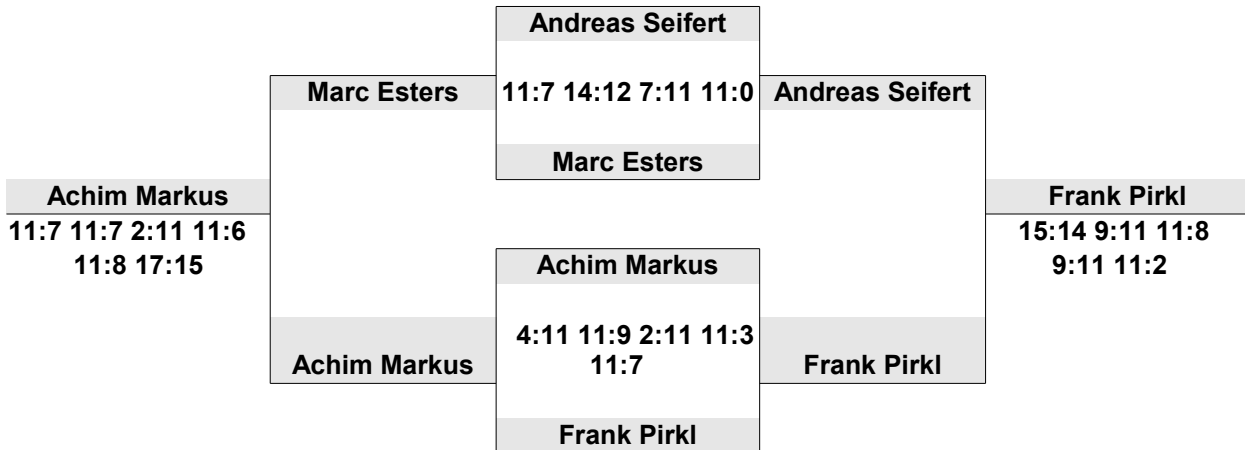 Andreas Seifert
Marc Esters
11:7 14:12 7:11 11:0
Andreas Seifert
Marc Esters
Achim Markus
Frank Pirkl
11:7 11:7 2:11 11:6
11:8 17:15
15:14 9:11 11:8
9:11 11:2
Achim Markus
4:11 11:9 2:11 11:3
11:7
Achim Markus
Frank Pirkl
Frank Pirkl